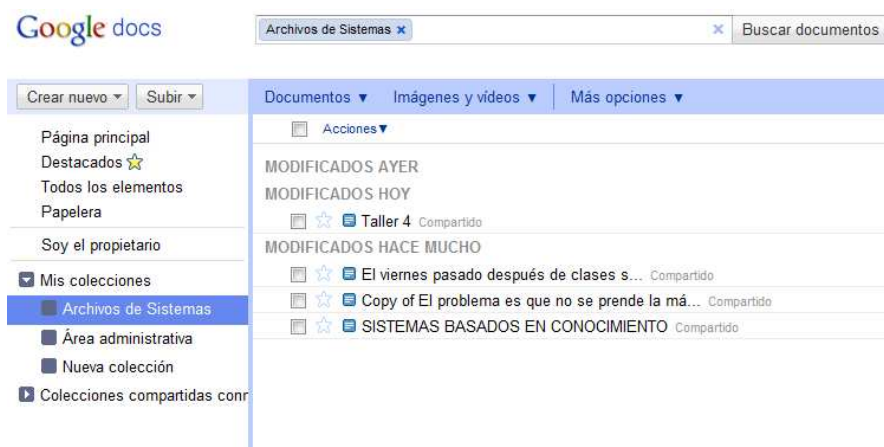 Google docs
Archivos de Sistemas × × Buscar documentos
Crear nuevo ▼ Subir ▼
Documentos ▼ Imágenes y vídeos ▼ Más opciones ▼
Acciones▼
Página principal
Destacados
Todos los elementos
Papelera
Soy el propietario
Mis colecciones
Archivos de Sistemas
Área administrativa
Nueva colección
Colecciones compartidas conm
MODIFICADOS AYER
MODIFICADOS HOY
Taller 4 Compartido
MODIFICADOS HACE MUCHO
El viernes pasado después de clases s... Compartido
Copy of El problema es que no se prende la má... Compartido
SISTEMAS BASADOS EN CONOCIMIENTO Compartido